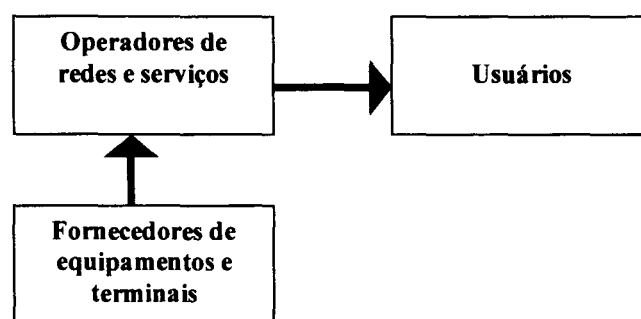 Operadores de
redes e serviços
Usuários
Fornecedores de
equipamentos e
terminais